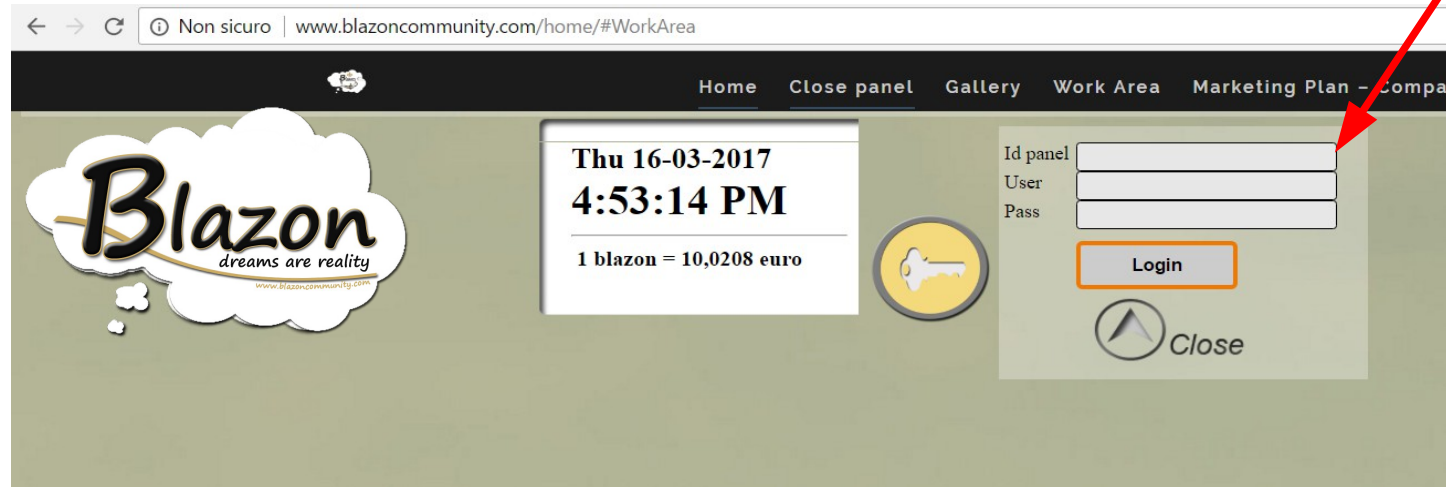 Non sicuro | www.blazoncommunity.com/home/#WorkArea
Home Close panel Gallery Work Area Marketing Plan – Compa
Blazon
dreams are reality
www.blazoncommunity.com
Thu 16-03-2017
4:53:14 PM
1 blazon = 10,0208 euro
Id panel
User
Pass
Login
Close